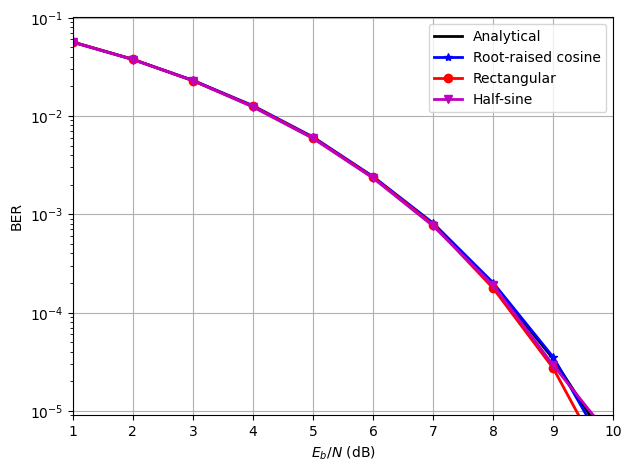 10⁻¹
10⁻²
10⁻³
10⁻⁴
10⁻⁵
BER
Analytical
Root-raised cosine
Rectangular
Half-sine
1 2 3 4 5 6 7 8 9 10
E_b/N (dB)